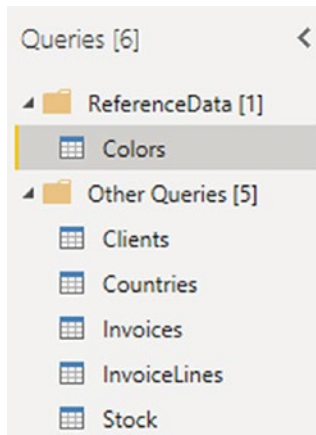 Queries [6]
ReferenceData [1]
Colors
Other Queries [5]
Clients
Countries
Invoices
InvoiceLines
Stock